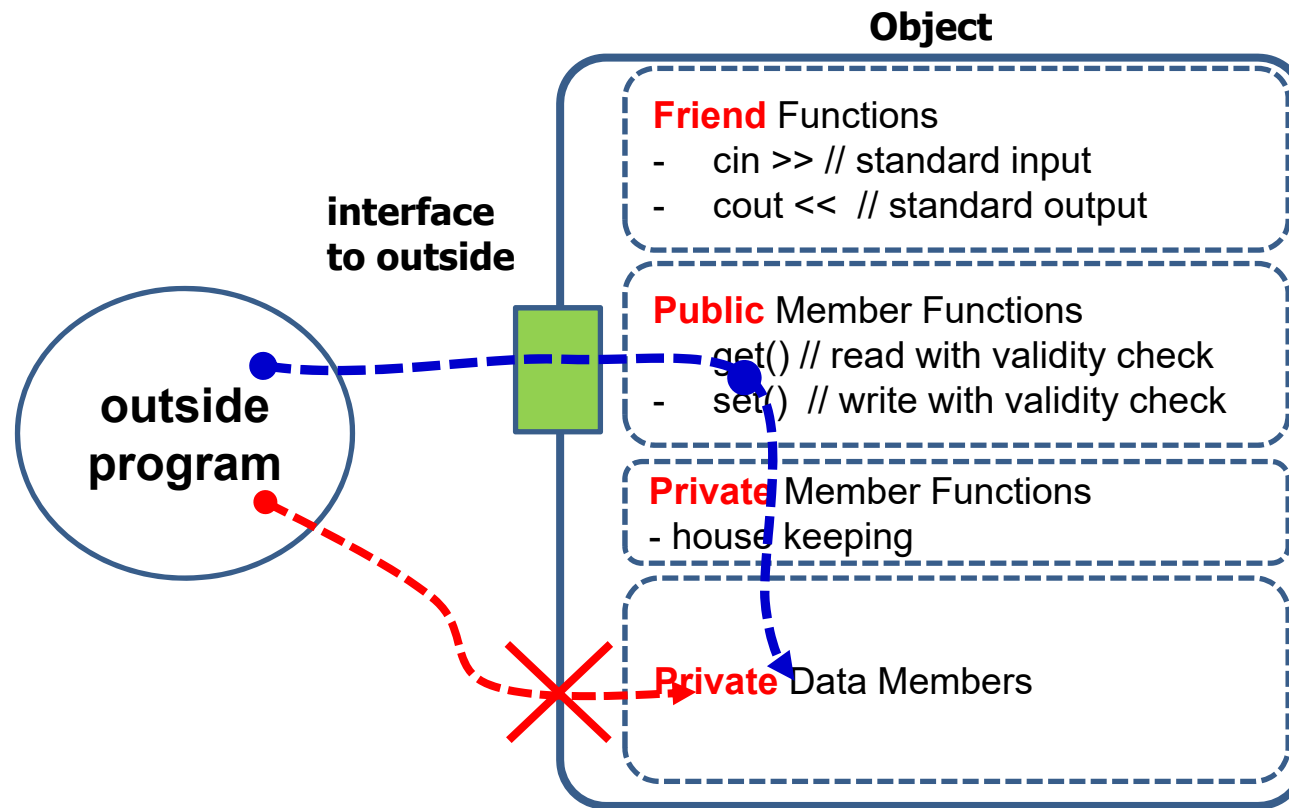 Object
Friend Functions
- cin >> // standard input
- cout << // standard output
interface
to outside
Public Member Functions
get() // read with validity check
- set() // write with validity check
outside
program
Private Member Functions
- house keeping
Private Data Members